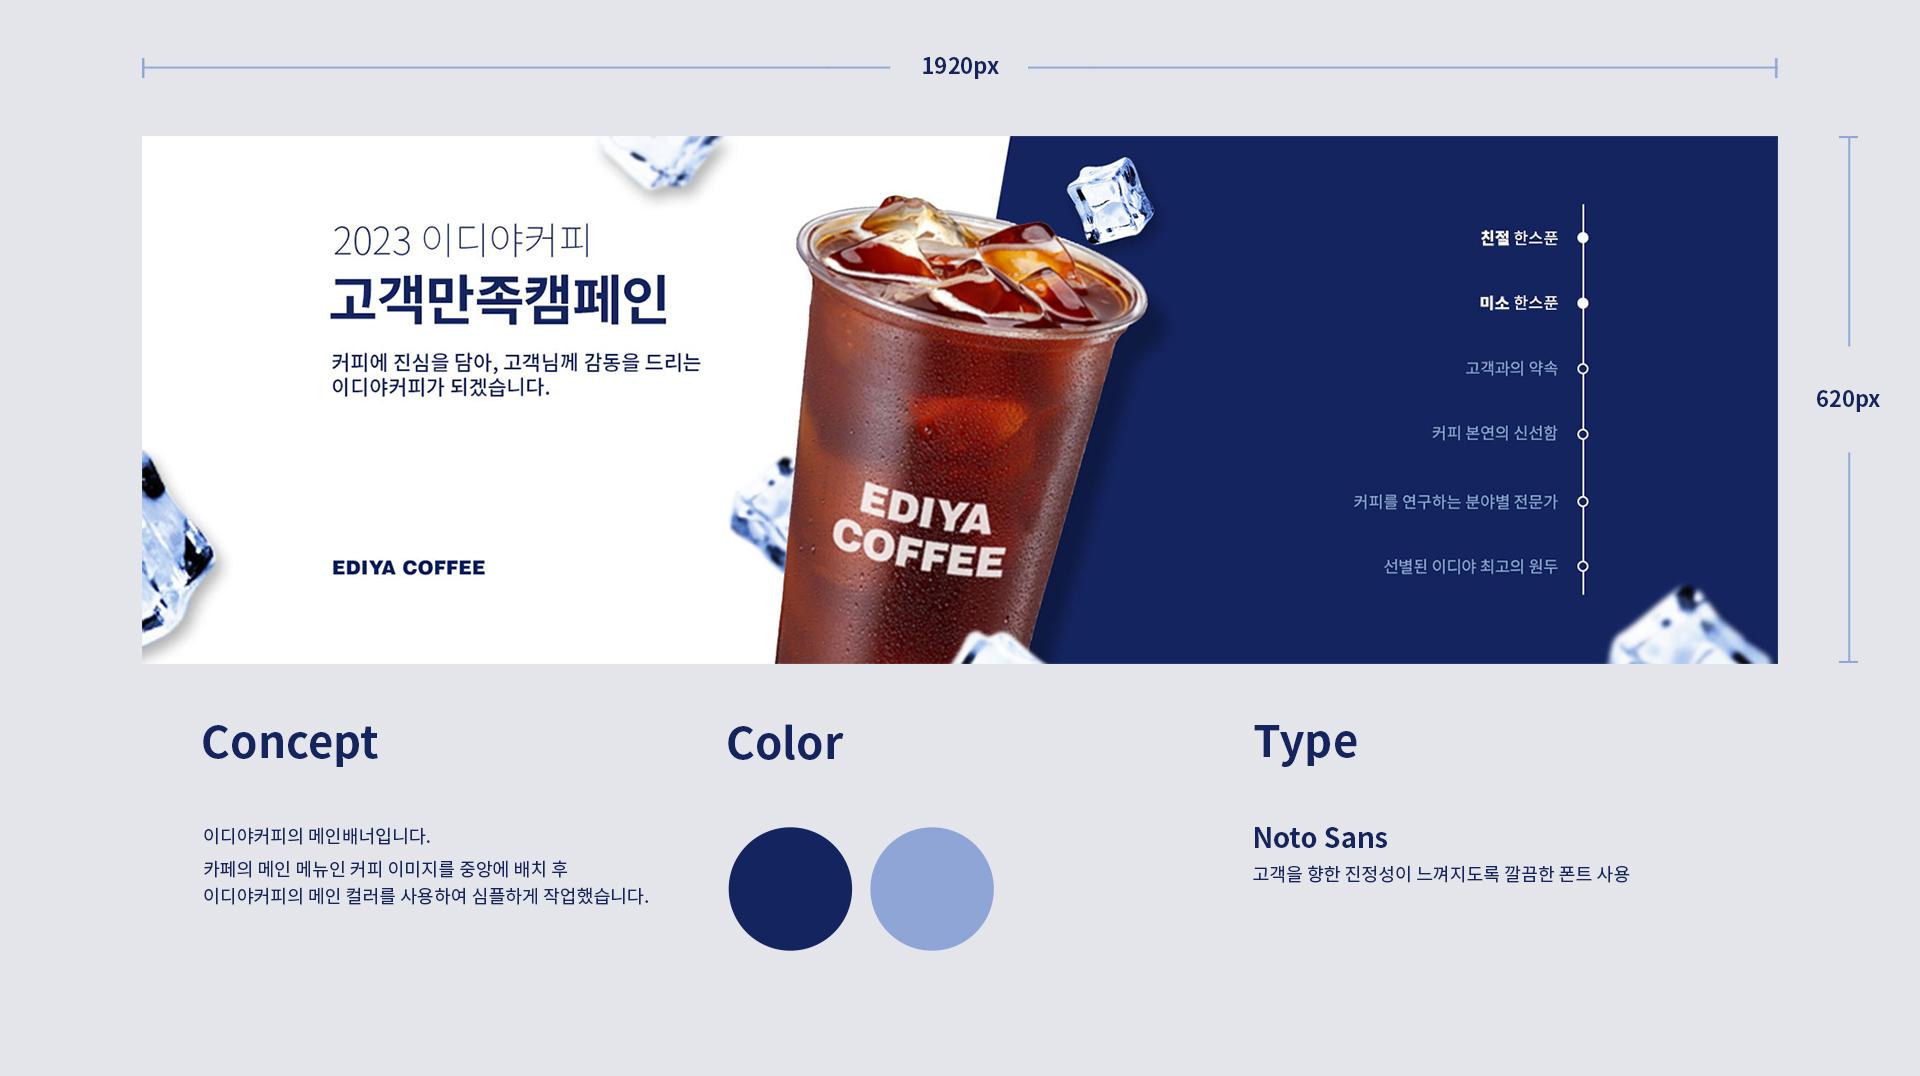 1920px
2023 이디야커피
고객만족캠페인
커피에 진심을 담아, 고객님께 감동을 드리는
이디야커피가 되겠습니다.
EDIYA COFFEE
EDIYA
COFFEE
친절 한스푼
미소 한스푼
고객과의 약속
커피 본연의 신선함
커피를 연구하는 분야별 전문가
선별된 이디야 최고의 원두
620px
Concept
이디야커피의 메인배너입니다.
카페의 메인 메뉴인 커피 이미지를 중앙에 배치 후
이디야커피의 메인 컬러를 사용하여 심플하게 작업했습니다.
Color
Type
Noto Sans
고객을 향한 진정성이 느껴지도록 깔끔한 폰트 사용